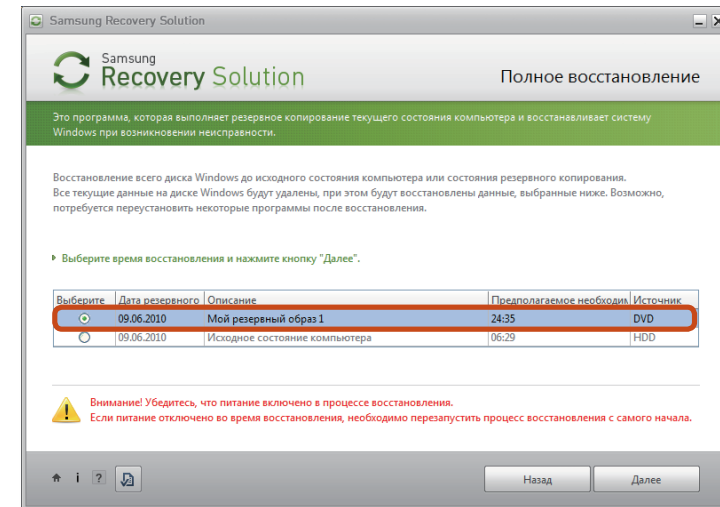 Samsung Recovery Solution
Samsung
Recovery Solution
Полное восстановление
Это программа, которая выполняет резервное копирование текущего состояния компьютера и восстанавливает систему
Windows при возникновении неисправности.
Восстановление всего диска Windows до исходного состояния компьютера или состояния резервного копирования.
Все текущие данные на диске Windows будут удалены, при этом будут восстановлены данные, выбранные ниже. Возможно,
потребуется переустановить некоторые программы после восстановления.
Выберите время восстановления и нажмите кнопку "Далее".
Выберите Дата резервного Описание Предполагаемое необходим Источник
09.06.2010 Мой резервный образ 1 24:35 DVD
09.06.2010 Исходное состояние компьютера 06:29 HDD
Внимание! Убедитесь, что питание включено в процессе восстановления.
Если питание отключено во время восстановления, необходимо перезапустить процесс восстановления с самого начала.
i ? Назад Далее